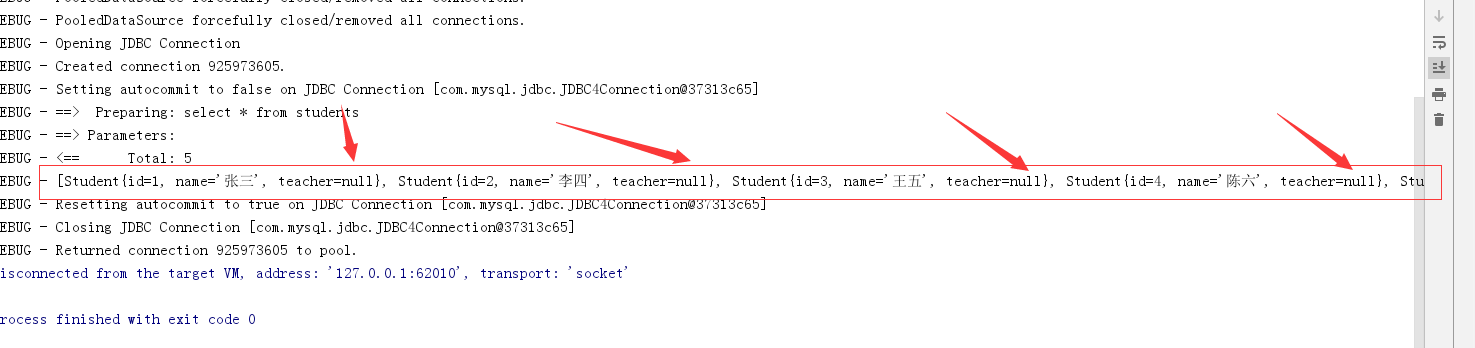 EBUG - PooledDataSource forcefully closed/removed all connections.
EBUG - PooledDataSource forcefully closed/removed all connections.
EBUG - Opening JDBC Connection
EBUG - Created connection 925973605.
EBUG - Setting autocommit to false on JDBC Connection [com.mysql.jdbc.JDBC4Connection@37313c65]
EBUG - ==>  Preparing: select * from students
EBUG - ==> Parameters:
EBUG - <==      Total: 5
EBUG - [Student{id=1, name='张三', teacher=null}, Student{id=2, name='李四', teacher=null}, Student{id=3, name='王五', teacher=null}, Student{id=4, name='陈六', teacher=null}, Stu
EBUG - Resetting autocommit to true on JDBC Connection [com.mysql.jdbc.JDBC4Connection@37313c65]
EBUG - Closing JDBC Connection [com.mysql.jdbc.JDBC4Connection@37313c65]
EBUG - Returned connection 925973605 to pool.
isconnected from the target VM, address: '127.0.0.1:62010', transport: 'socket'
rocess finished with exit code 0